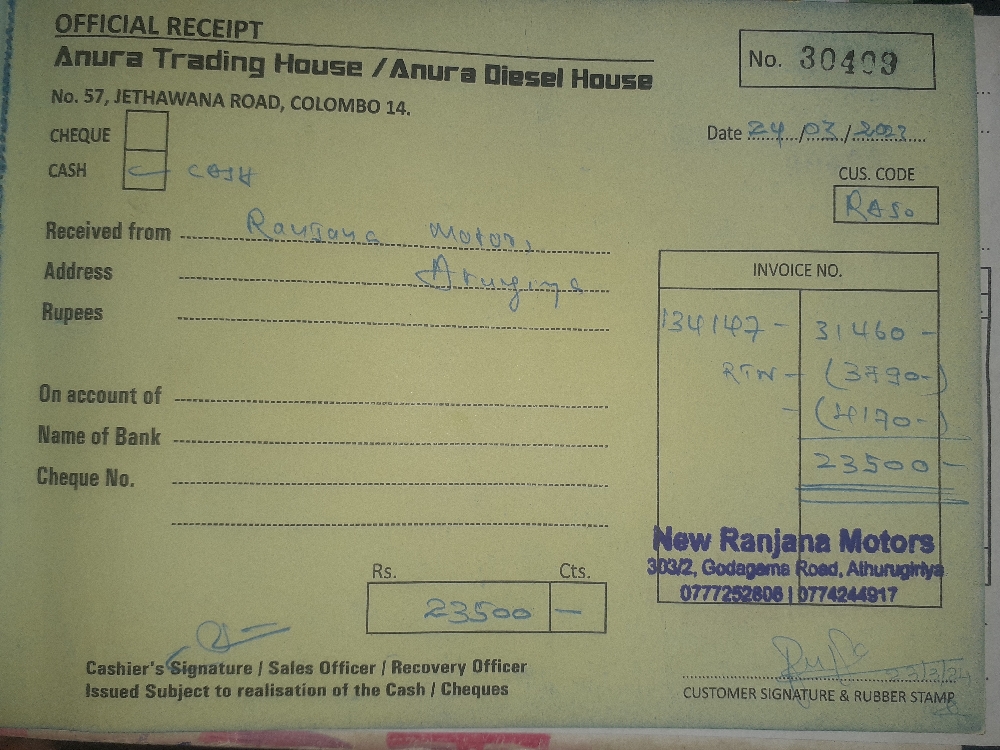 OFFICIAL RECEIPT
Anura Trading House / Anura Diesel House
No. 57, JETHAWANA ROAD, COLOMBO 14.
No. 30499
CHEQUE
CASH CASH
Date 24/03/2023
CUS. CODE
RASO
Received from Ranjana Motors
Address
Rupees
On account of
Name of Bank
Cheque No.
INVOICE NO.
134147 - 31460 -
RTN - (3790-)
- (4170-)
23500 -
New Ranjana Motors
303/2, Godagama Road, Athurugiriya
0777252606 | 0774244917
Rs. Cts.
23500 -
Cashier's Signature / Sales Officer / Recovery Officer
Issued Subject to realisation of the Cash / Cheques
CUSTOMER SIGNATURE & RUBBER STAMP